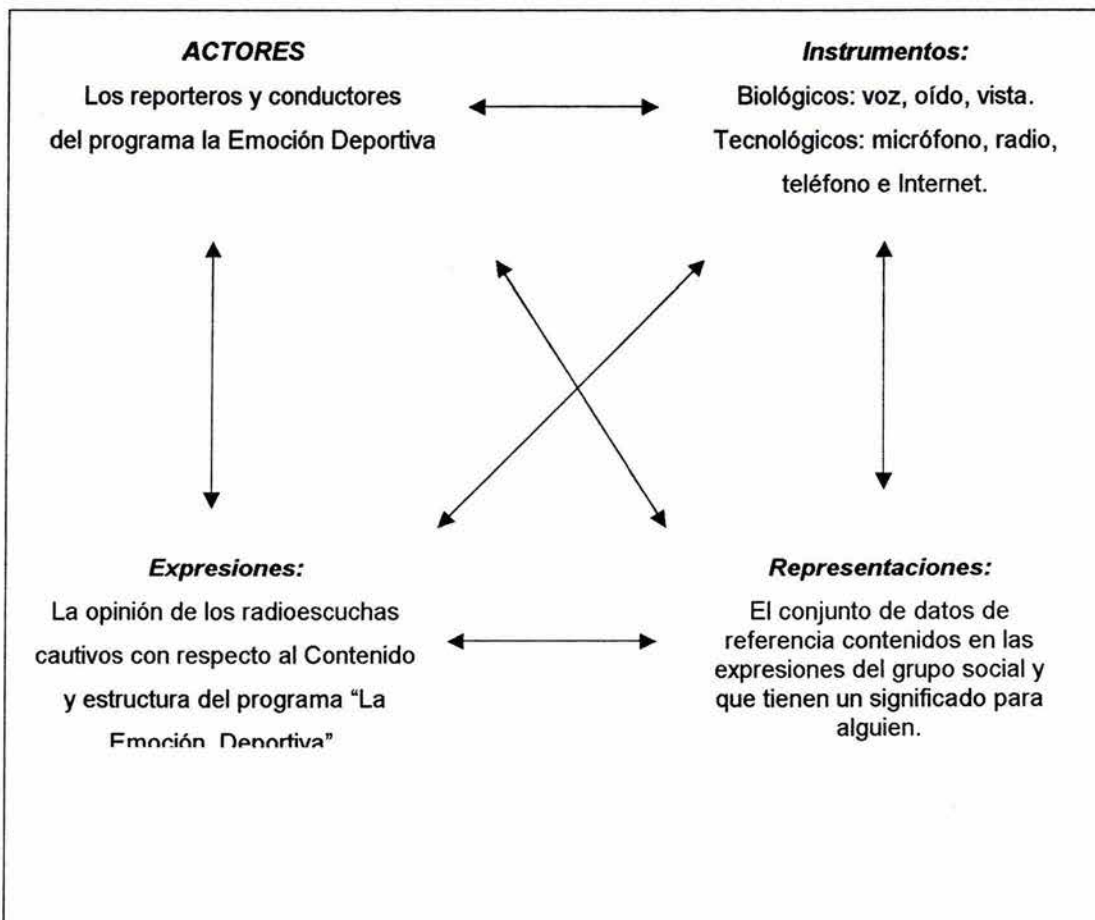 ACTORES
Los reporteros y conductores
del programa la Emoción Deportiva
Instrumentos:
Biológicos: voz, oído, vista.
Tecnológicos: micrófono, radio,
teléfono e Internet.
Expresiones:
La opinión de los radioescuchas
cautivos con respecto al Contenido
y estructura del programa “La
Emoción Deportiva”
Representaciones:
El conjunto de datos de
referencia contenidos en las
expresiones del grupo social y
que tienen un significado para
alguien.